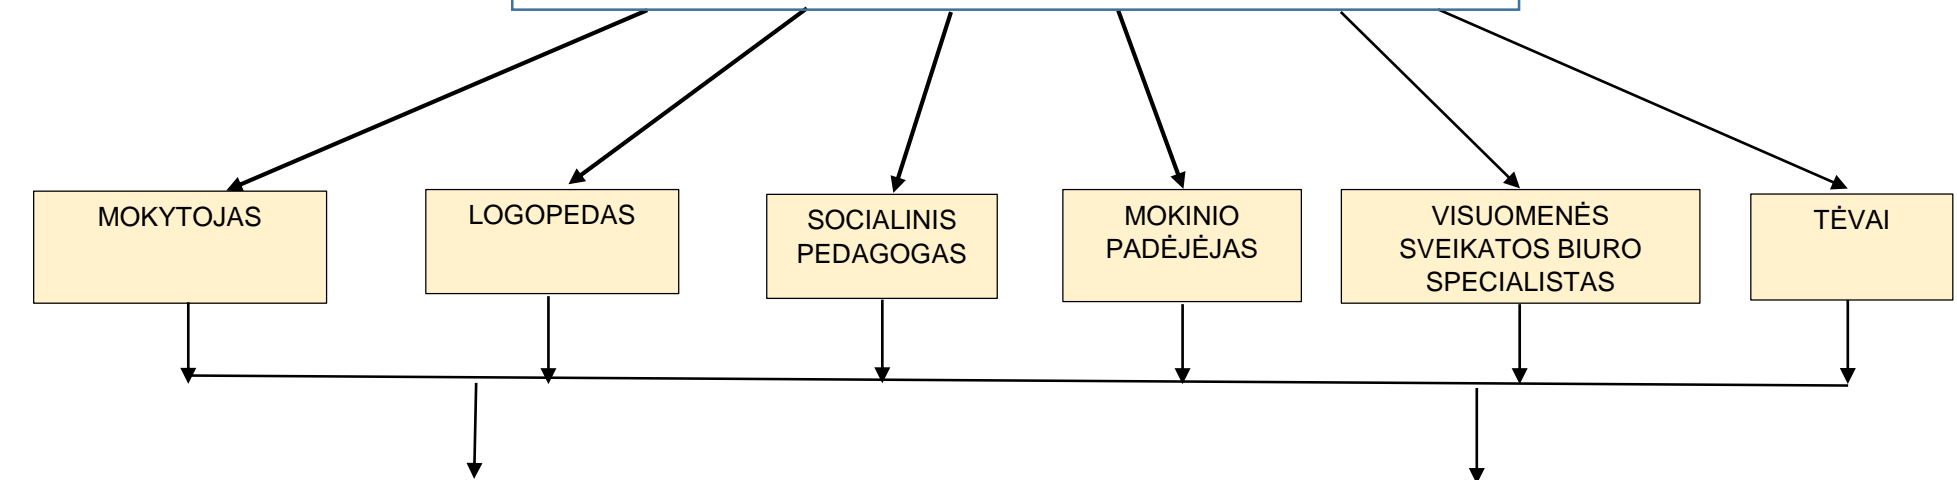 MOKYTOJAS
LOGOPEDAS
SOCIALINIS
PEDAGOGAS
MOKINIO
PADĖJĖJAS
VISUOMENĖS
SVEIKATOS BIURO
SPECIALISTAS
TĖVAI